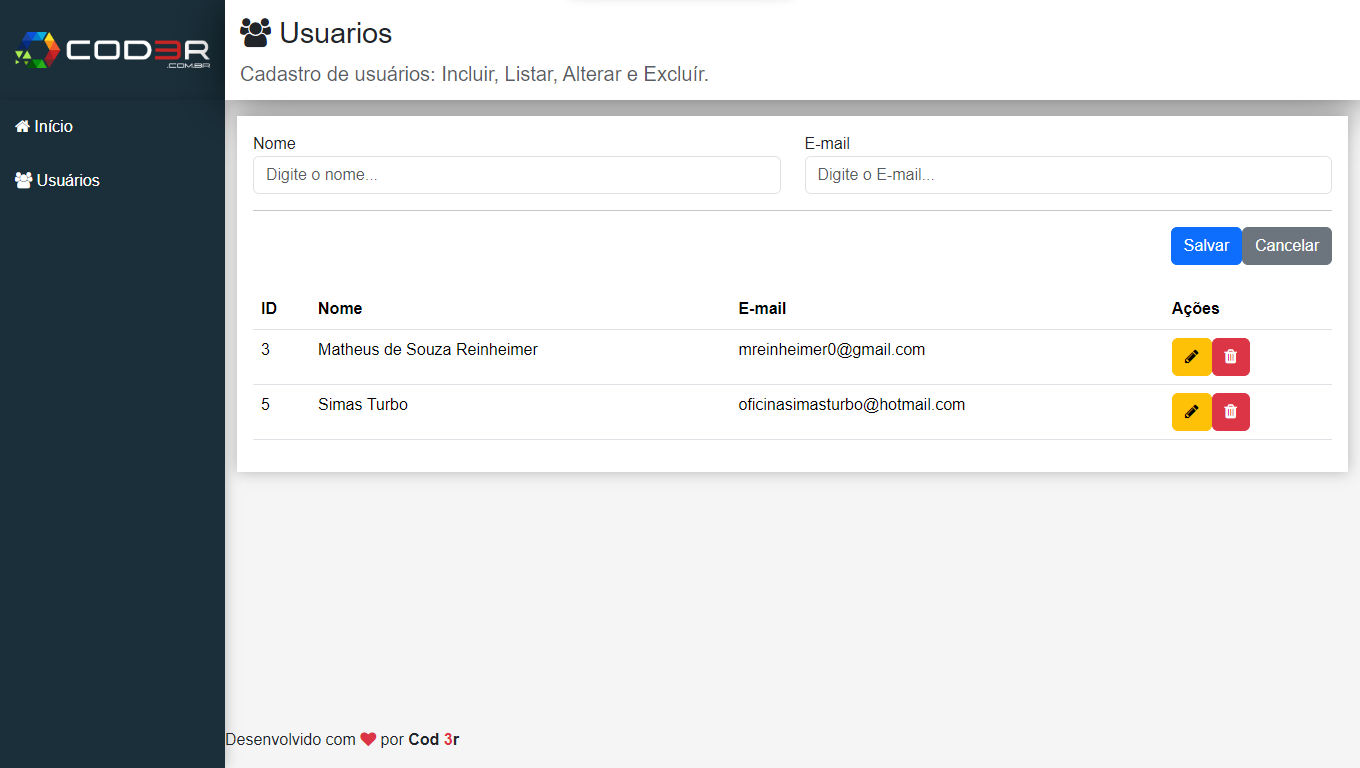 COD3R
.COM.BR
Início
Usuários
Usuarios
Cadastro de usuários: Incluir, Listar, Alterar e Excluír.
Nome E-mail
Digite o nome... Digite o E-mail...
Salvar Cancelar
ID Nome E-mail Ações
3 Matheus de Souza Reinheimer mreinheimer0@gmail.com
5 Simas Turbo oficinasimasturbo@hotmail.com
Desenvolvido com por Cod 3r